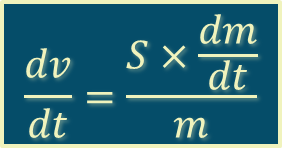 dv/dt = (S × dm/dt)/m